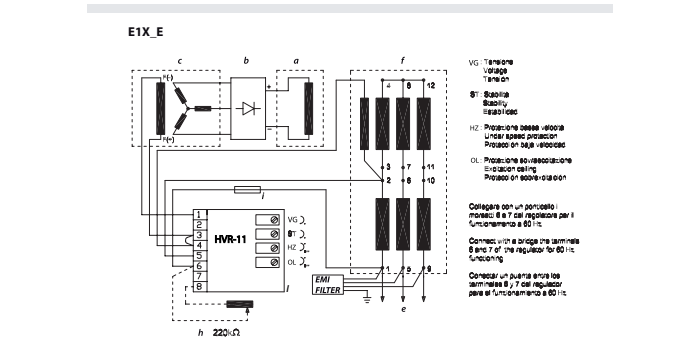 E1X_E
c
b
a
f
VG : Tensione
Voltage
Tension
K(-)
+
4
8
12
ST : Stabilità
Stability
Estabilidad
HZ : Protezione bassa velocità
Under speed protection
Proteccion baja velocidad
F(+)
−
OL : Protezione sovraeccitazione
Excitation ceiling
Proteccion sobrexcitacion
3 7 11
2 6 10
i
Collegare con un ponticello i
morsetti 6 e 7 del regolatore per il
funzionamento a 60 Hz.
Connect with a bridge the terminals
6 and 7 of the regulator for 60 Hz.
functioning
Conectar un puente entre los
terminales 6 y 7 del regulador
para el funcionamiento a 60 Hz.
1
2
3
4
5
6
7
8
HVR-11
VG
ST
HZ
OL
l
1 5 9
EMI
FILTER
e
h 220kΩ